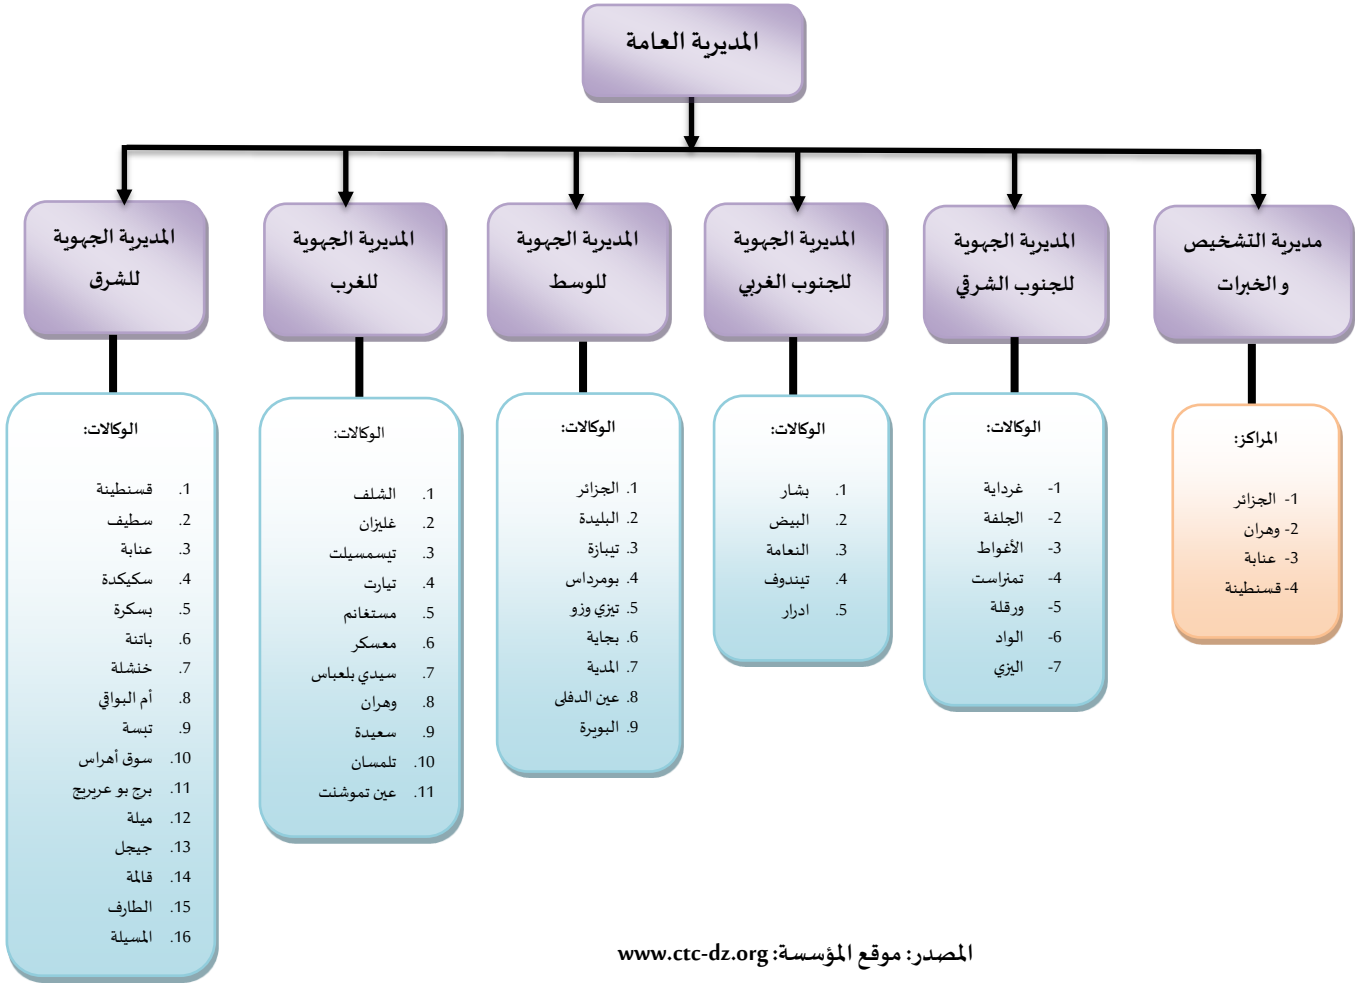 المديرية العامة
مديرية التشخيص
و الخبرات
المراكز:
1- الجزائر
2- وهران
3- عنابة
4- قسنطينة
المديرية الجهوية
للجنوب الشرقي
الوكالات:
1- غرداية
2- الجلفة
3- الأغواط
4- تمنراست
5- ورقلة
6- الواد
7- اليزي
المديرية الجهوية
للجنوب الغربي
الوكالات:
1. بشار
2. البيض
3. النعامة
4. تيندوف
5. ادرار
المديرية الجهوية
للوسط
الوكالات:
1. الجزائر
2. البليدة
3. تيبازة
4. بومرداس
5. تيزي وزو
6. بجاية
7. المدية
8. عين الدفلى
9. البويرة
المديرية الجهوية
للغرب
الوكالات:
1. الشلف
2. غليزان
3. تيسمسيلت
4. تيارت
5. مستغانم
6. معسكر
7. سيدي بلعباس
8. وهران
9. سعيدة
10. تلمسان
11. عين تموشنت
المديرية الجهوية
للشرق
الوكالات:
1. قسنطينة
2. سطيف
3. عنابة
4. سكيكدة
5. بسكرة
6. باتنة
7. خنشلة
8. أم البواقي
9. تبسة
10. سوق أهراس
11. برج بو عريريج
12. ميلة
13. جيجل
14. قالمة
15. الطارف
16. المسيلة
المصدر: موقع المؤسسة: www.ctc-dz.org